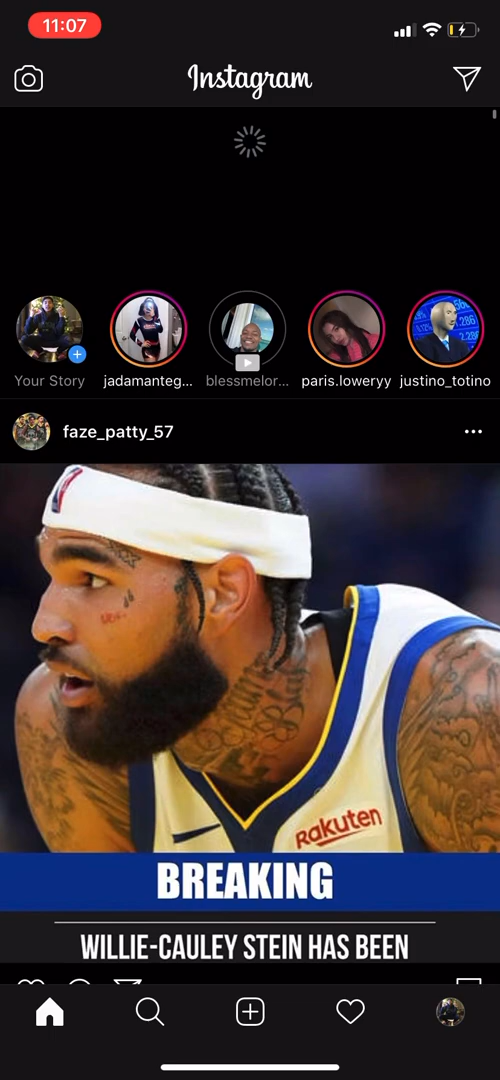 11:07
Instagram
Your Story
jadamanteg...
blessmelor...
paris.loweryy
justino_totino
faze_patty_57
Rakuten
BREAKING
WILLIE-CAULEY STEIN HAS BEEN